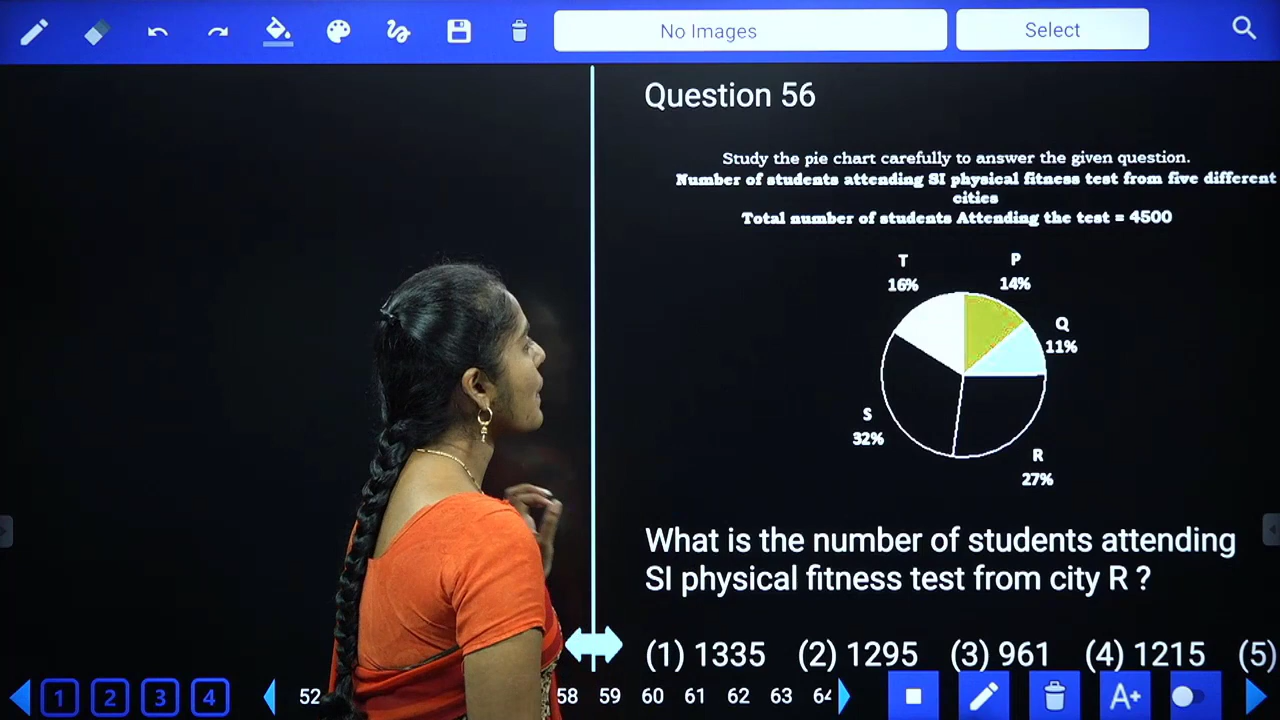 No Images
Select
Question 56
Study the pie chart carefully to answer the given question.
Number of students attending SI physical fitness test from five different
cities
Total number of students Attending the test = 4500
T
16%
P
14%
Q
11%
S
32%
R
27%
What is the number of students attending
SI physical fitness test from city R ?
(1) 1335 (2) 1295 (3) 961 (4) 1215 (5)
1 2 3 4 52 58 59 60 61 62 63 64 A+